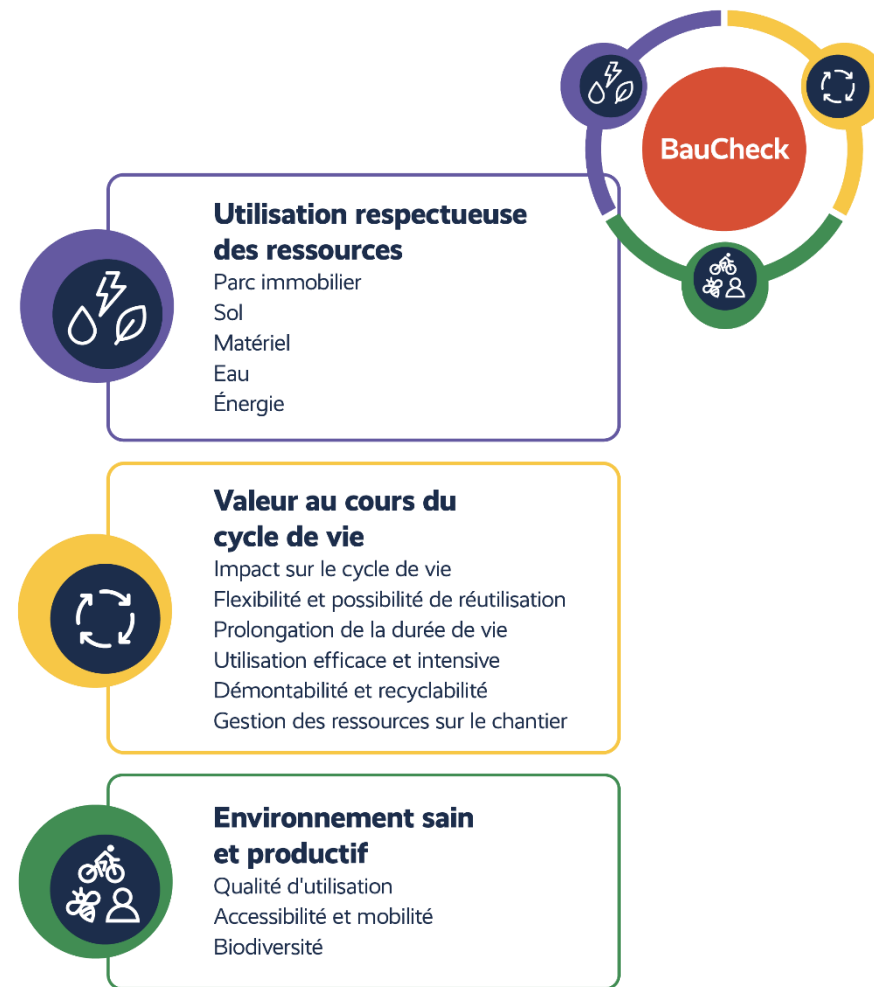 BauCheck
Utilisation respectueuse
des ressources
Parc immobilier
Sol
Matériel
Eau
Énergie
Valeur au cours du
cycle de vie
Impact sur le cycle de vie
Flexibilité et possibilité de réutilisation
Prolongation de la durée de vie
Utilisation efficace et intensive
Démontabilité et recyclabilité
Gestion des ressources sur le chantier
Environnement sain
et productif
Qualité d'utilisation
Accessibilité et mobilité
Biodiversité